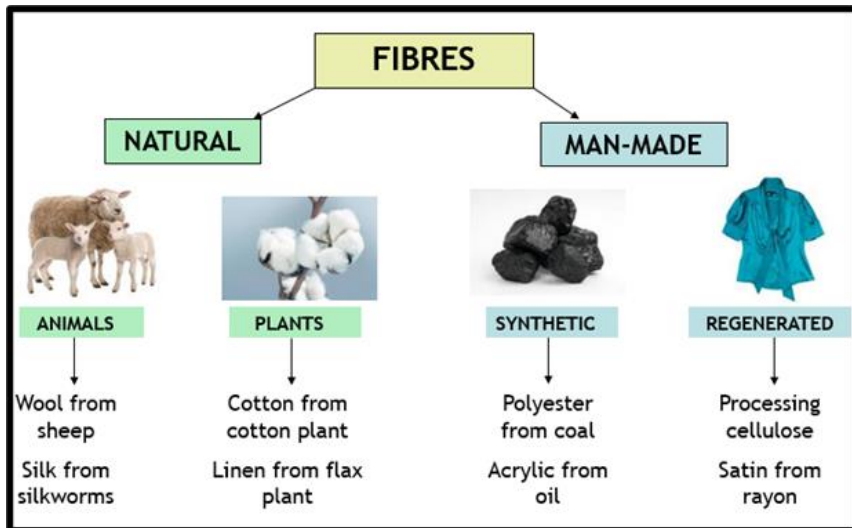 FIBRES
NATURAL
MAN-MADE
ANIMALS
PLANTS
SYNTHETIC
REGENERATED
Wool from
sheep
Silk from
silkworms
Cotton from
cotton plant
Linen from flax
plant
Polyester
from coal
Acrylic from
oil
Processing
cellulose
Satin from
rayon